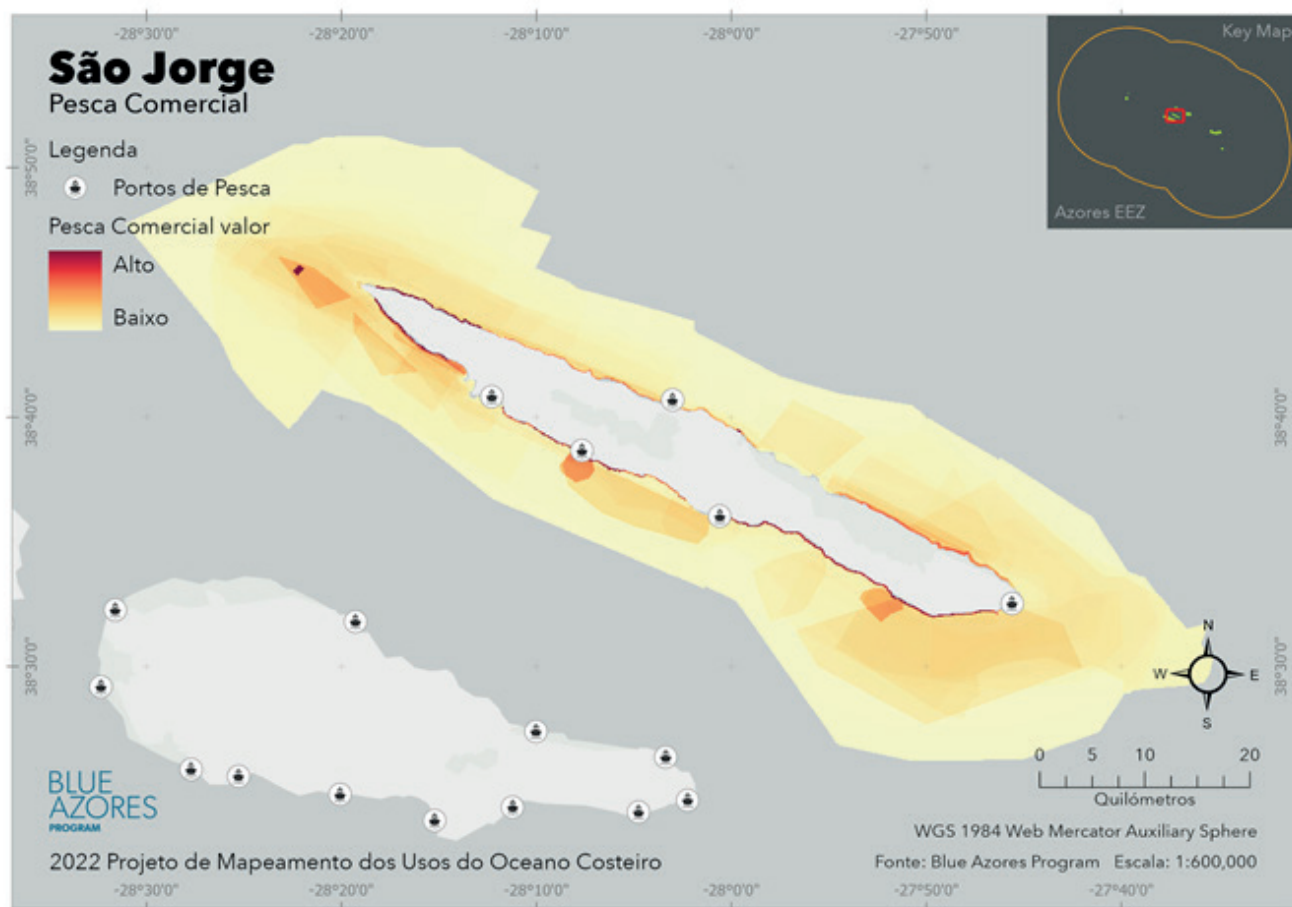 -28°30'0"
-28°20'0"
-28°10'0"
-28°0'0"
-27°50'0"
São Jorge
Pesca Comercial
Legenda
Portos de Pesca
Pesca Comercial valor
Alto
Baixo
Key Map
Azores EEZ
38°50'0"
38°40'0"
38°30'0"
38°40'0"
38°30'0"
N
W
E
S
0 5 10 20
Quilómetros
BLUE
AZORES
PROGRAM
2022 Projeto de Mapeamento dos Usos do Oceano Costeiro
WGS 1984 Web Mercator Auxiliary Sphere
Fonte: Blue Azores Program Escala: 1:600,000
-28°30'0"
-28°20'0"
-28°10'0"
-28°0'0"
-27°50'0"
-27°40'0"